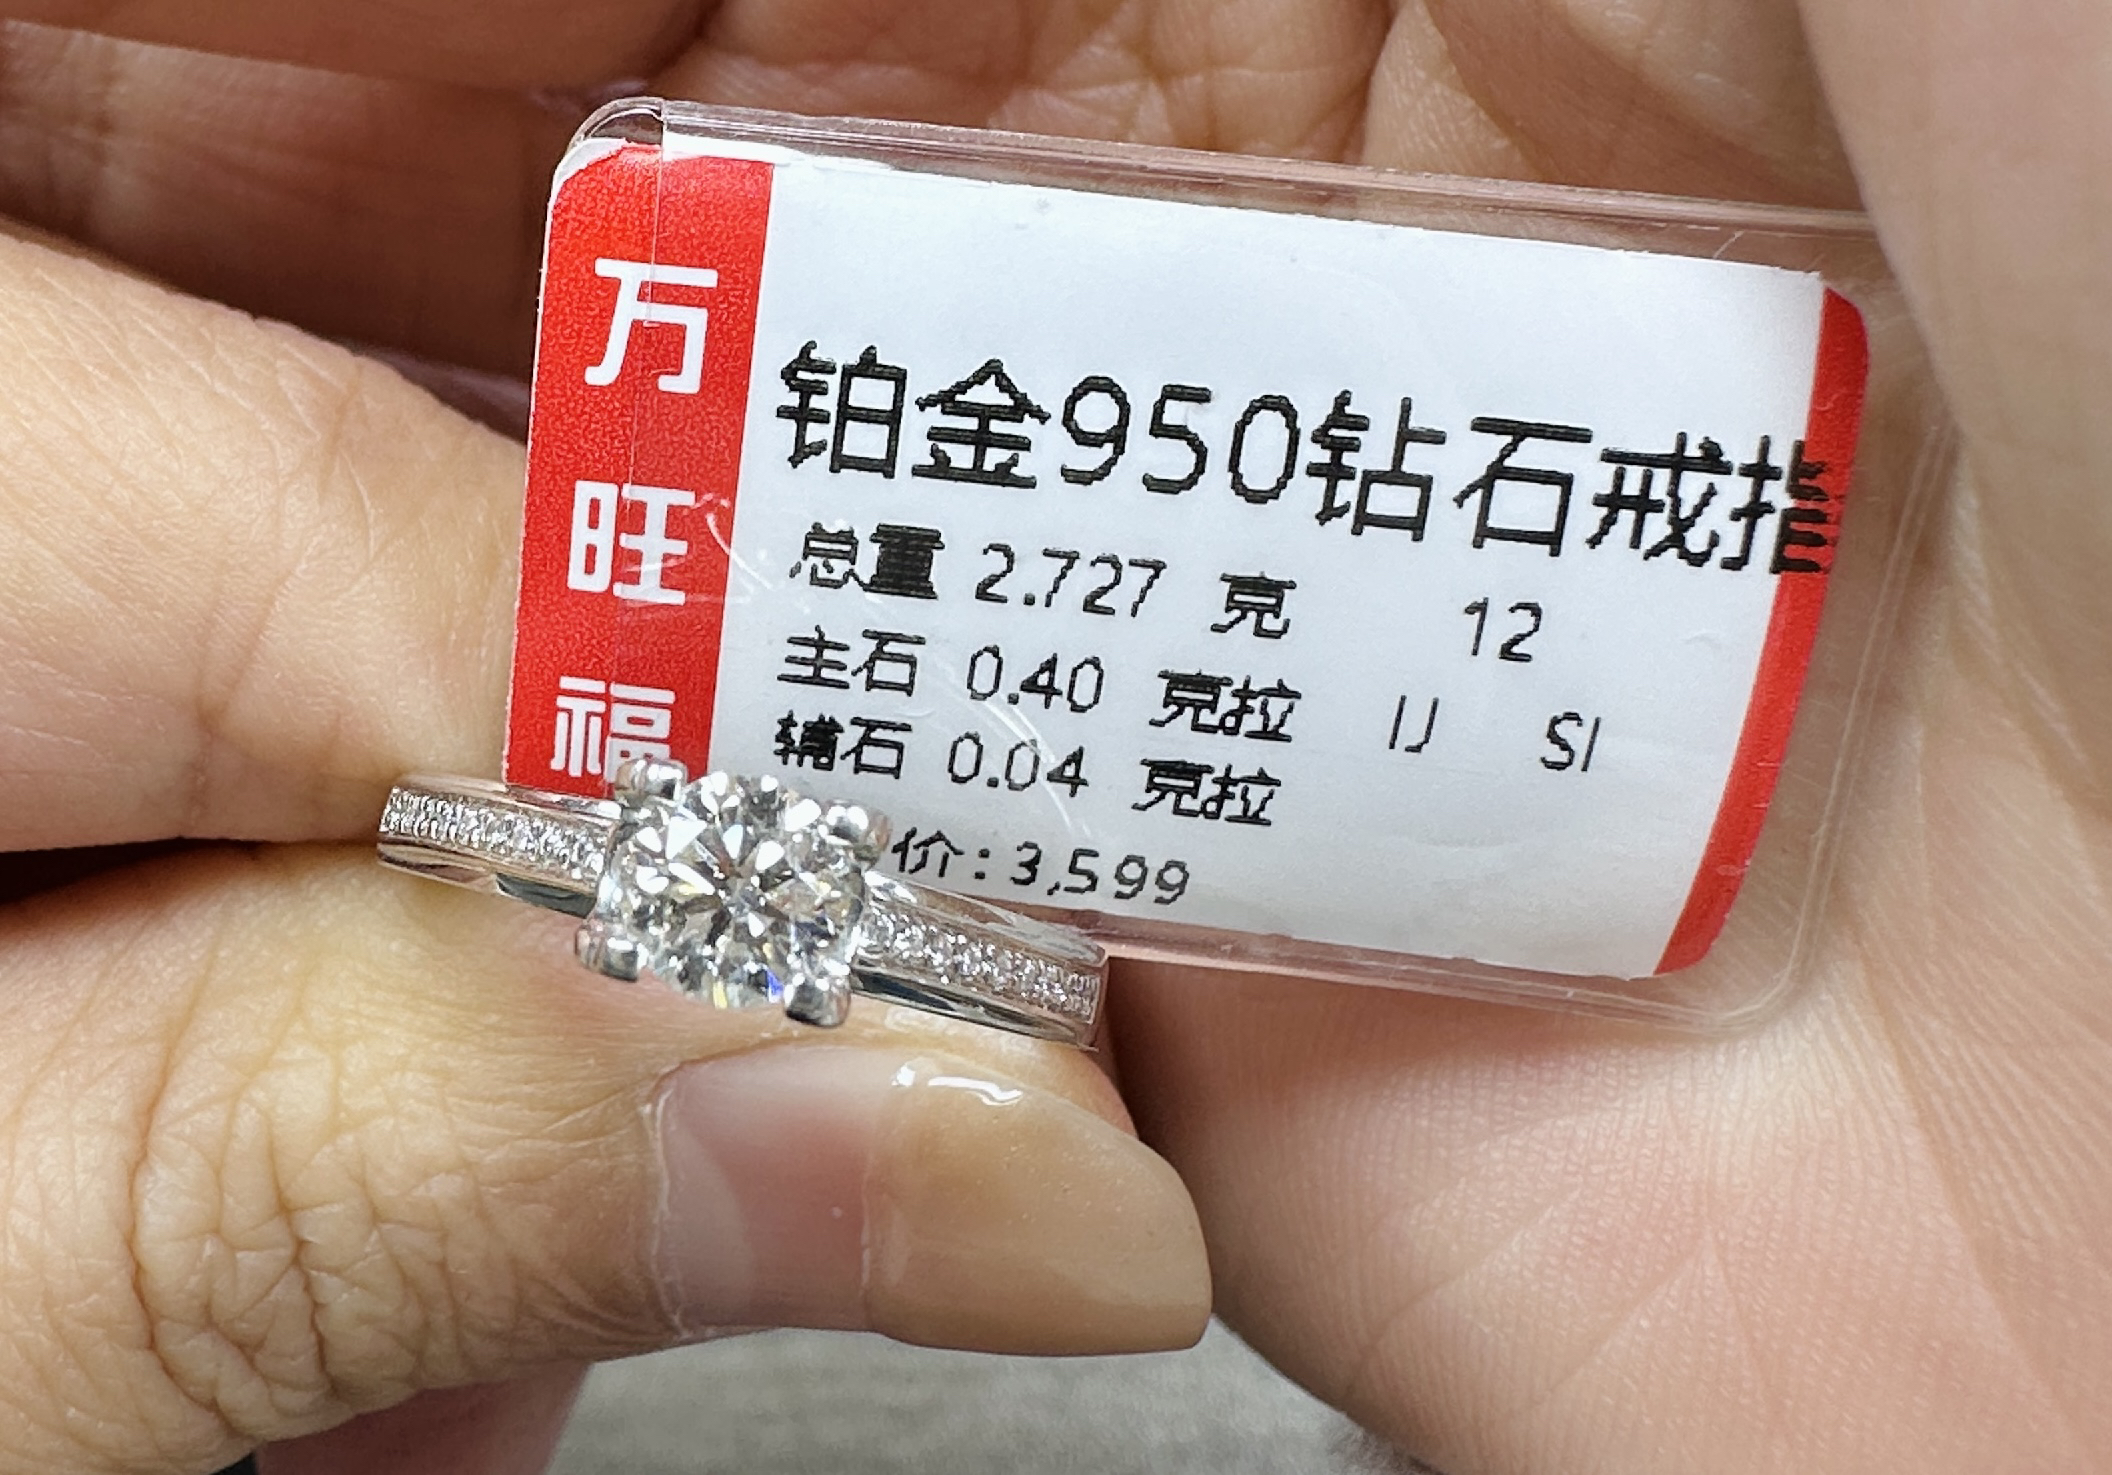 万旺福
铂金950钻石戒指
总重 2.727 克 12
主石 0.40 克拉 IJ SI
辅石 0.04 克拉
价:3,599